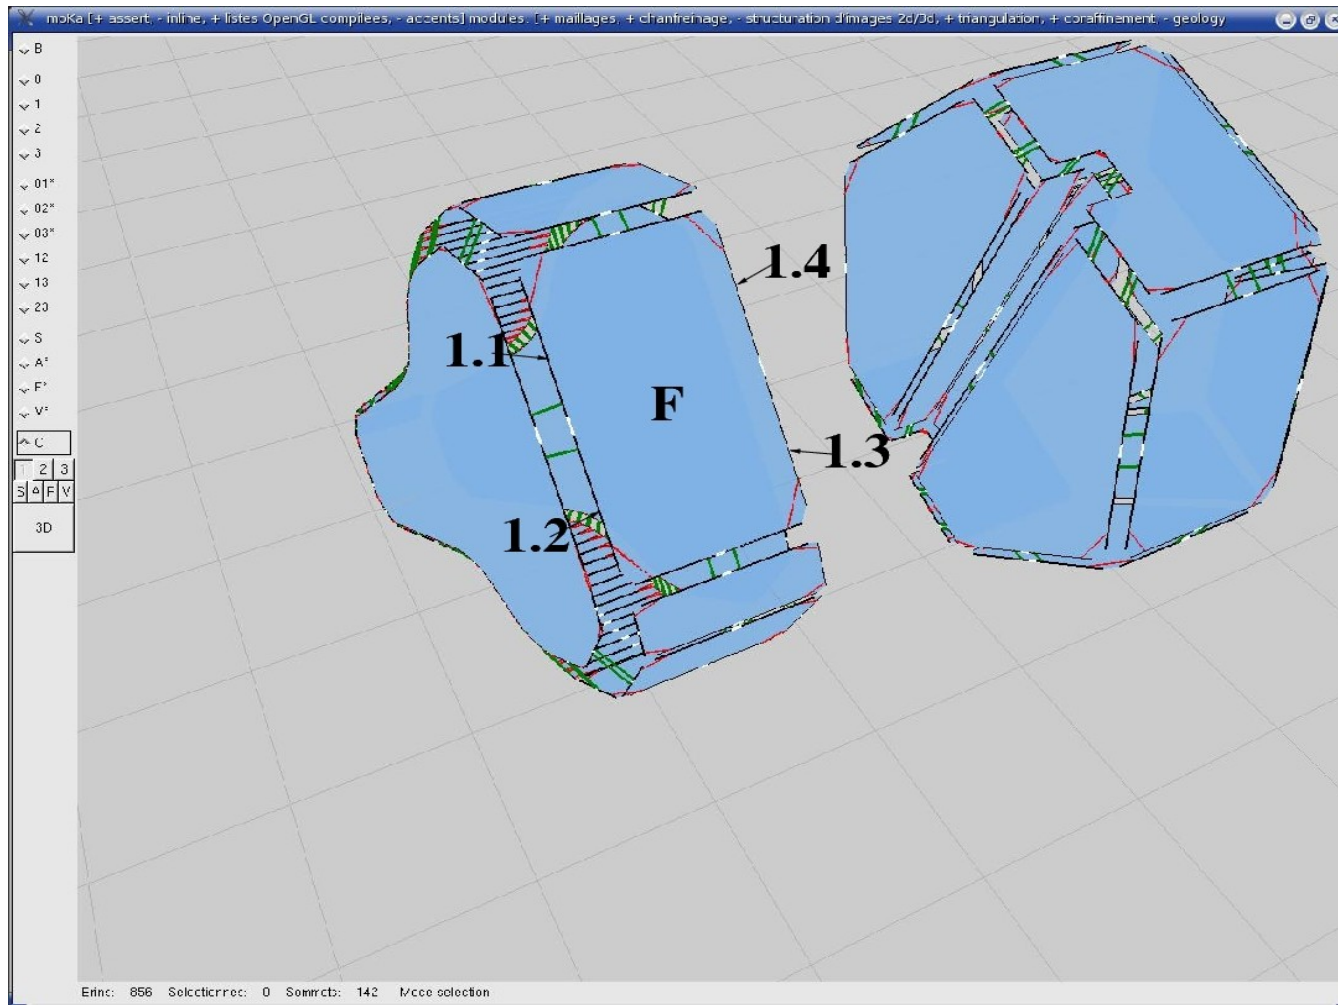 moKa [+ assert, - inline, + listes OpenGL compilees, - accents] modules. [+ maillages, + chanfreinage, - structuration d'images 2d/3d, + triangulation, + coraffinement, - geology
B
0
1
2
3
01*
02*
03*
12
13
23
S
A*
F*
V*
C
1 2 3
S A F V
3D
1.4
1.1
F
1.3
1.2
Brins: 856 Selectionnes: 0 Sommets: 142 Mode selection